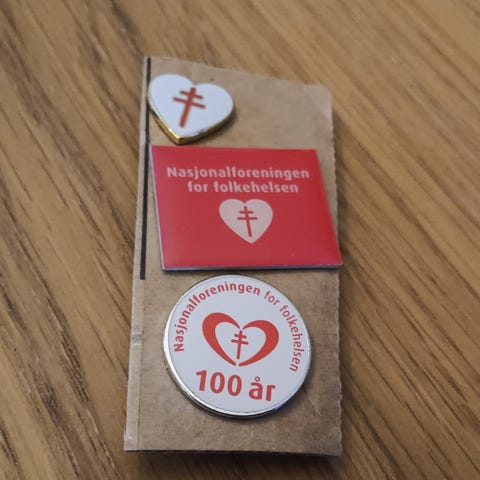 Nasjonalforeningen
for folkehelsen
Nasjonalforeningen for folkehelsen
100 år